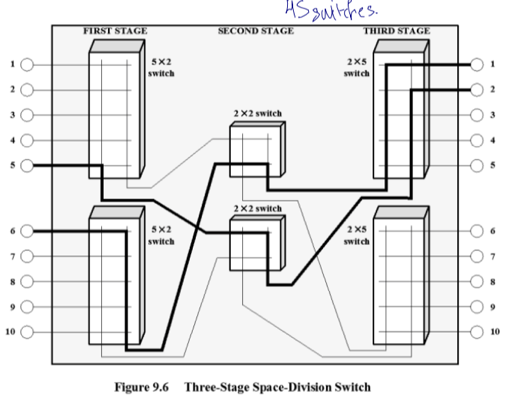 45 switches.
FIRST STAGE SECOND STAGE THIRD STAGE
1 5×2 switch 2×5 switch 1
2 2
2×2 switch
3 3
4 4
5 5
2×2 switch
6 5×2 switch 2×5 switch 6
7 7
8 8
9 9
10 10
Figure 9.6 Three-Stage Space-Division Switch